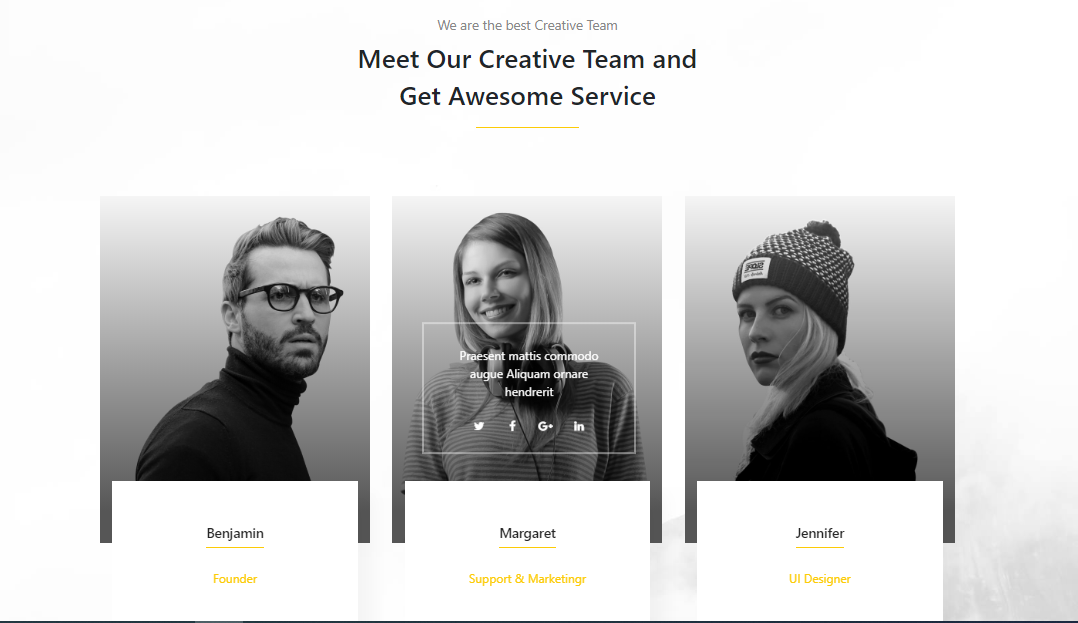 We are the best Creative Team
Meet Our Creative Team and
Get Awesome Service
Praesent mattis commodo
augue Aliquam ornare
hendrerit
Benjamin
Margaret
Jennifer
Founder
Support & Marketingr
UI Designer